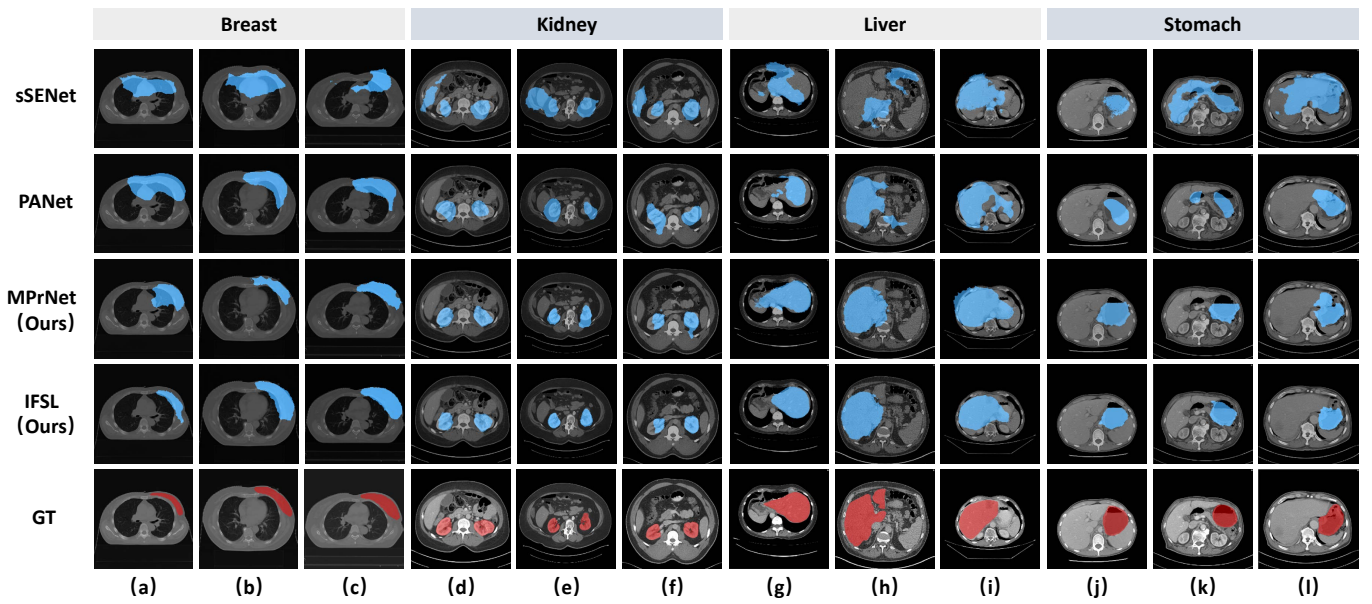 Breast Kidney Liver Stomach
sSENet
PANet
MPrNet
(Ours)
IFSL
(Ours)
GT
(a) (b) (c) (d) (e) (f) (g) (h) (i) (j) (k) (l)